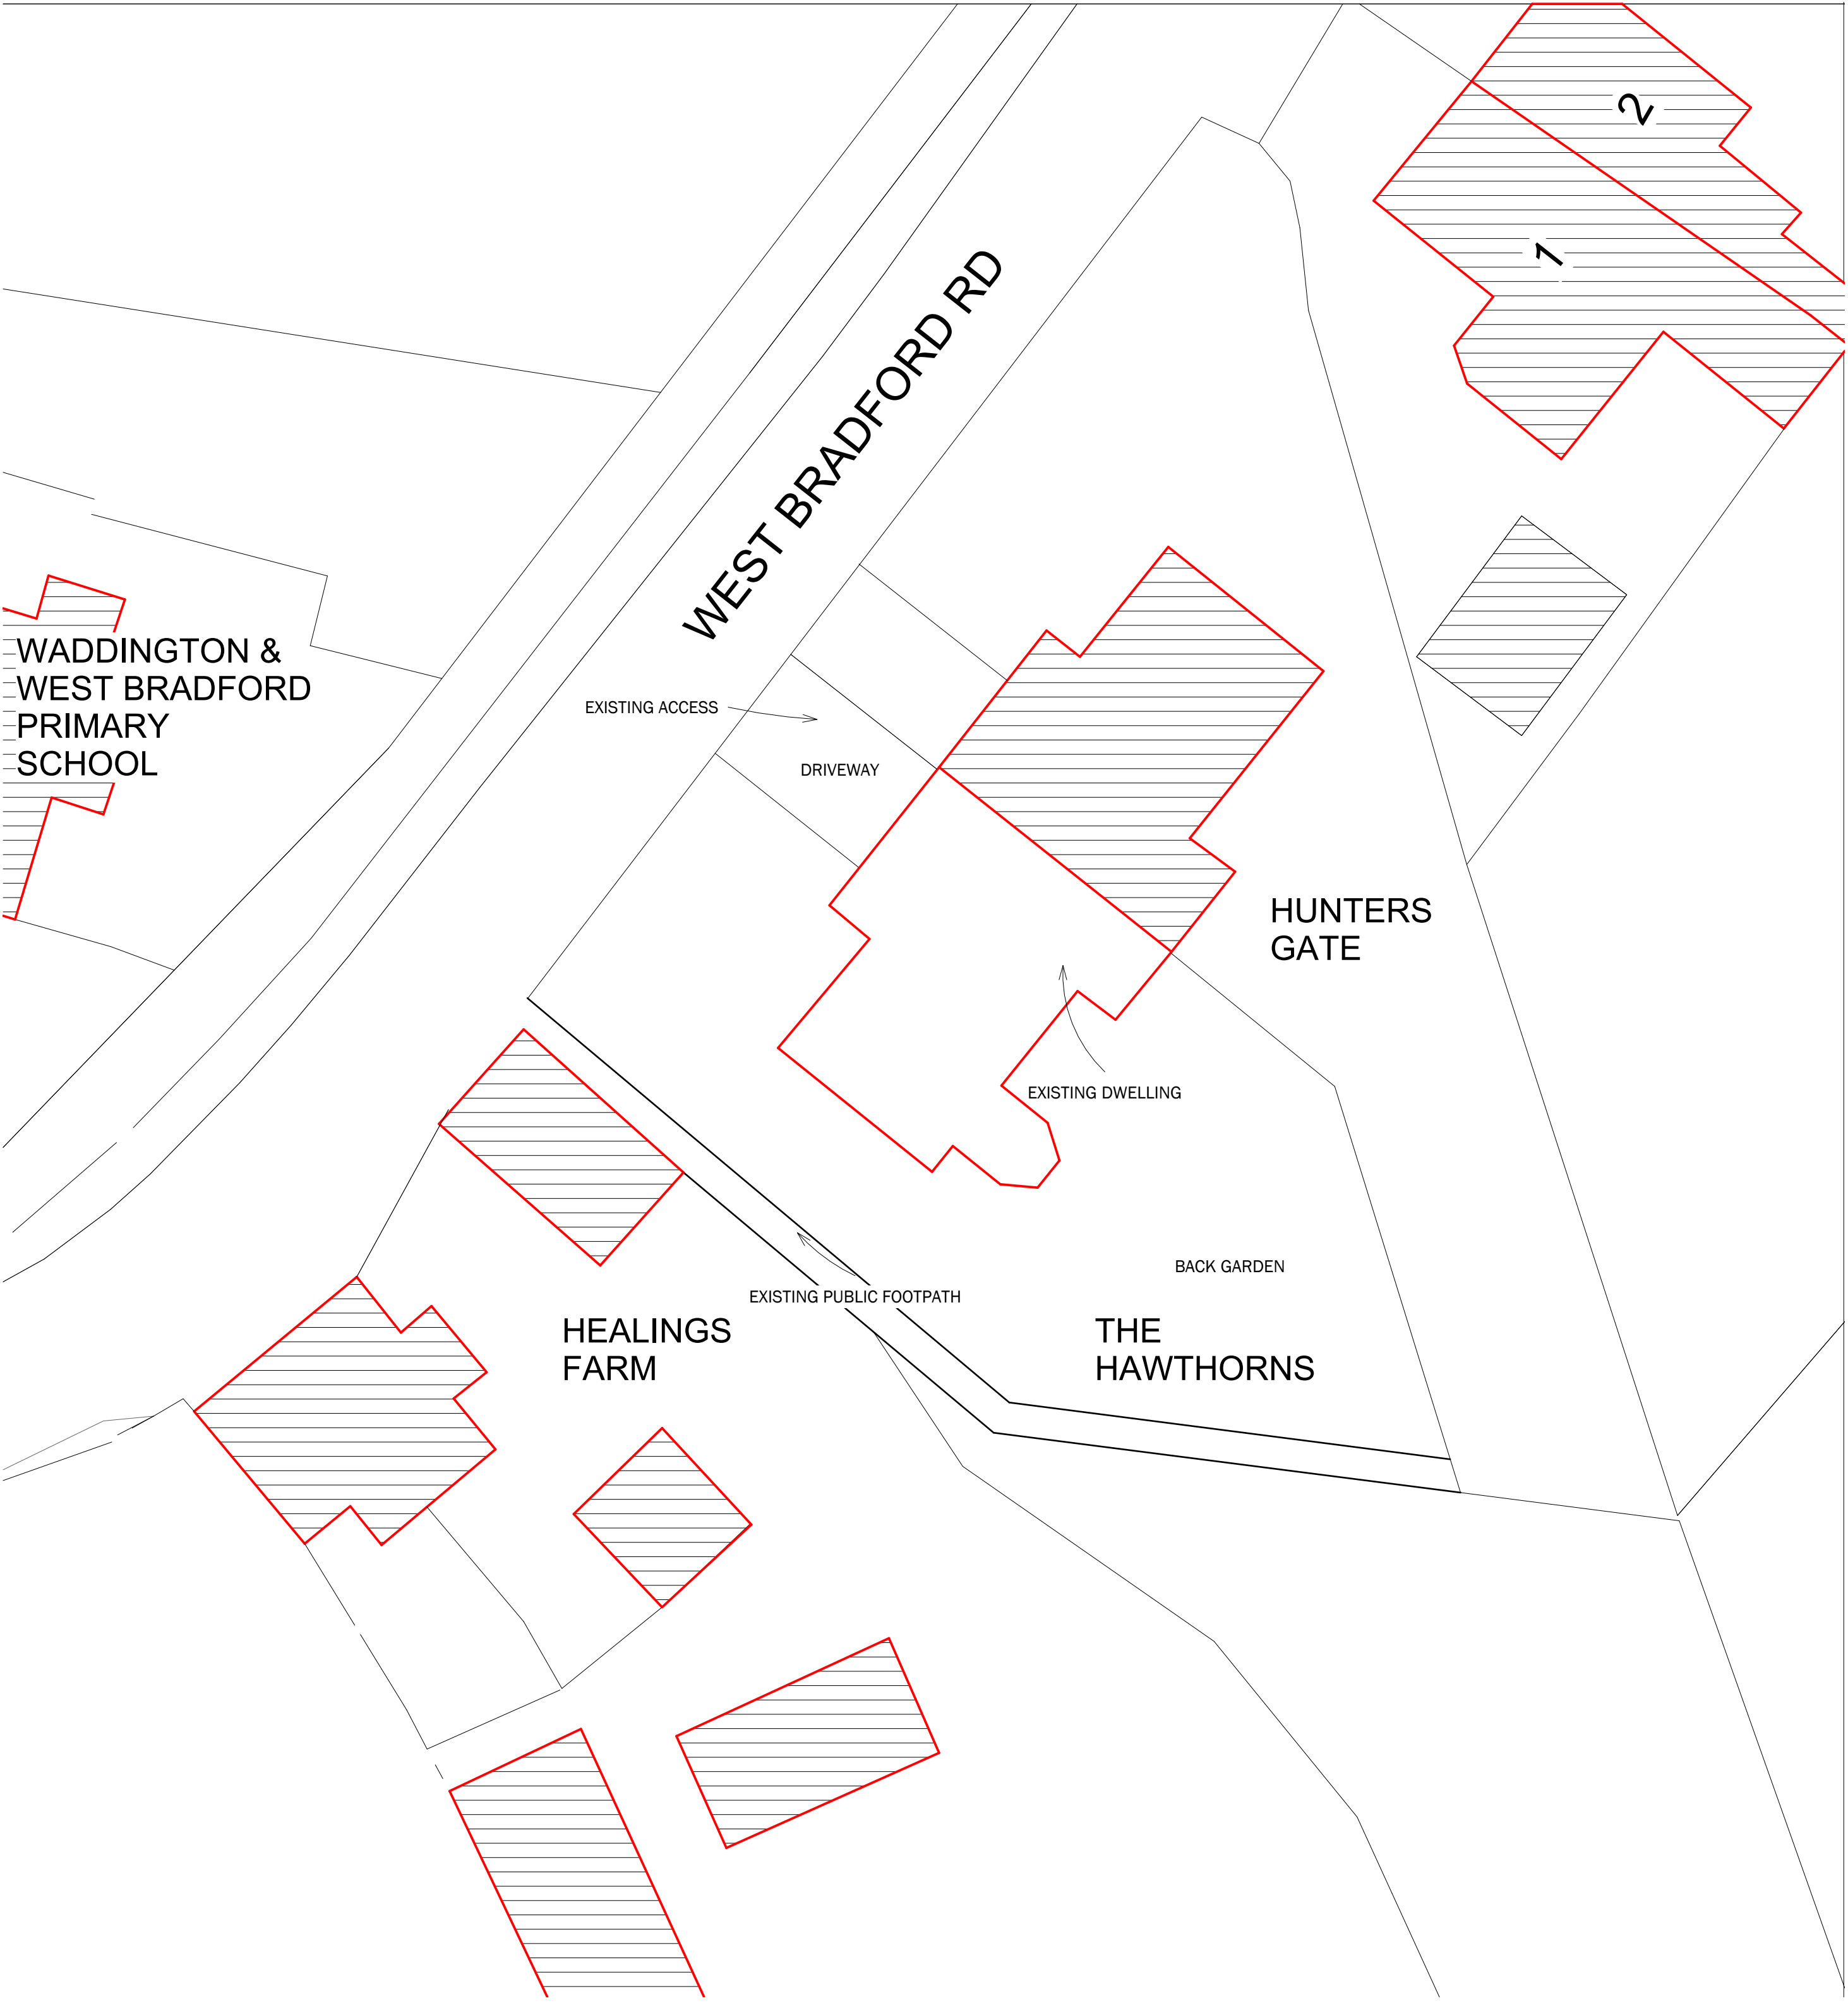 2
1
WEST BRADFORD RD
WADDINGTON &
WEST BRADFORD
PRIMARY
SCHOOL
EXISTING ACCESS
DRIVEWAY
HUNTERS
GATE
EXISTING DWELLING
BACK GARDEN
EXISTING PUBLIC FOOTPATH
HEALINGS
FARM
THE
HAWTHORNS